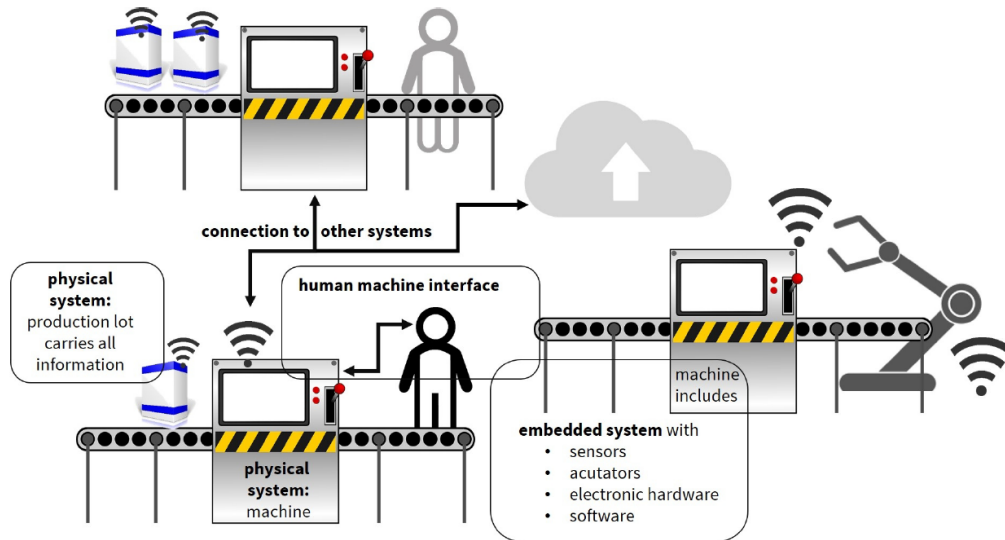 connection to other systems
physical
system:
production lot
carries all
information
human machine interface
physical
system:
machine
machine
includes
embedded system with
• sensors
• acutators
• electronic hardware
• software